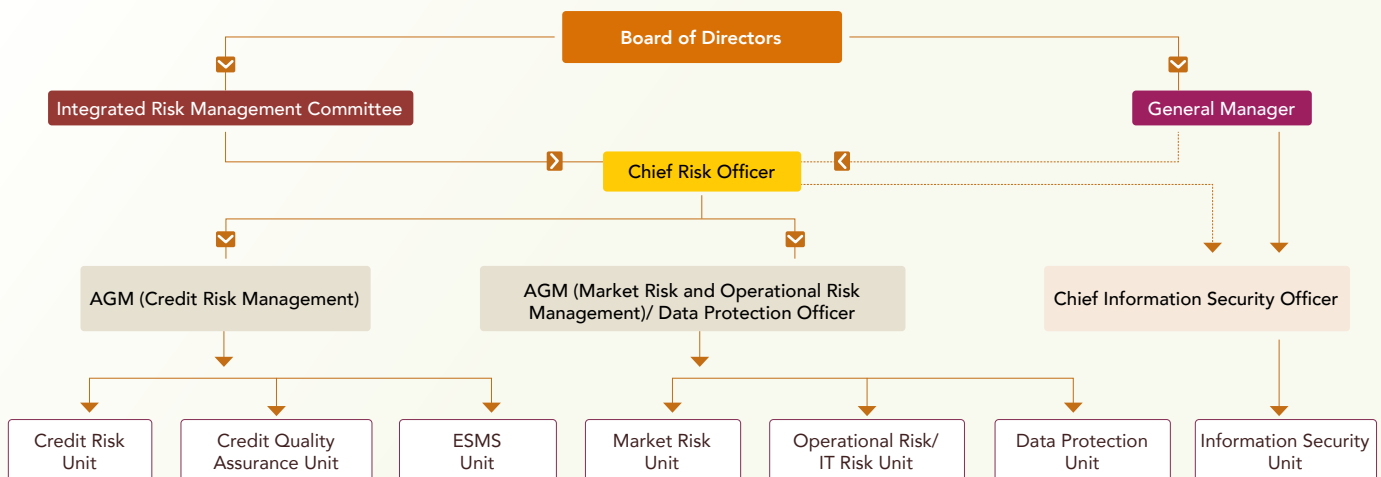 Board of Directors
Integrated Risk Management Committee
General Manager
Chief Risk Officer
AGM (Credit Risk Management)
AGM (Market Risk and Operational Risk
Management)/ Data Protection Officer
Chief Information Security Officer
Credit Risk
Unit
Credit Quality
Assurance Unit
ESMS
Unit
Market Risk
Unit
Operational Risk/
IT Risk Unit
Data Protection
Unit
Information Security
Unit